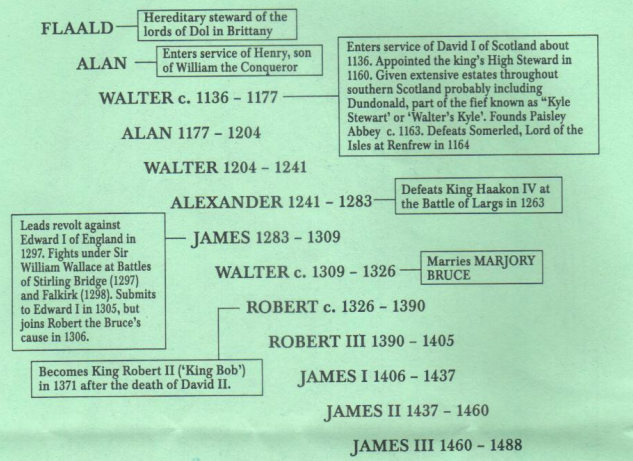 FLAALD
Hereditary steward of the
lords of Dol in Brittany
ALAN
Enters service of Henry, son
of William the Conqueror
WALTER c. 1136 – 1177
Enters service of David I of Scotland about
1136. Appointed the king's High Steward in
1160. Given extensive estates throughout
southern Scotland probably including
Dundonald, part of the fief known as "Kyle
Stewart' or 'Walter's Kyle'. Founds Paisley
Abbey c. 1163. Defeats Somerled, Lord of the
Isles at Renfrew in 1164
ALAN 1177 – 1204
WALTER 1204 – 1241
ALEXANDER 1241 – 1283
Defeats King Haakon IV at
the Battle of Largs in 1263
JAMES 1283 – 1309
Leads revolt against
Edward I of England in
1297. Fights under Sir
William Wallace at Battles
of Stirling Bridge (1297)
and Falkirk (1298). Submits
to Edward I in 1305, but
joins Robert the Bruce's
cause in 1306.
WALTER c. 1309 – 1326
Marries MARJORY
BRUCE
ROBERT c. 1326 – 1390
Becomes King Robert II ('King Bob')
in 1371 after the death of David II.
ROBERT III 1390 – 1405
JAMES I 1406 – 1437
JAMES II 1437 – 1460
JAMES III 1460 – 1488